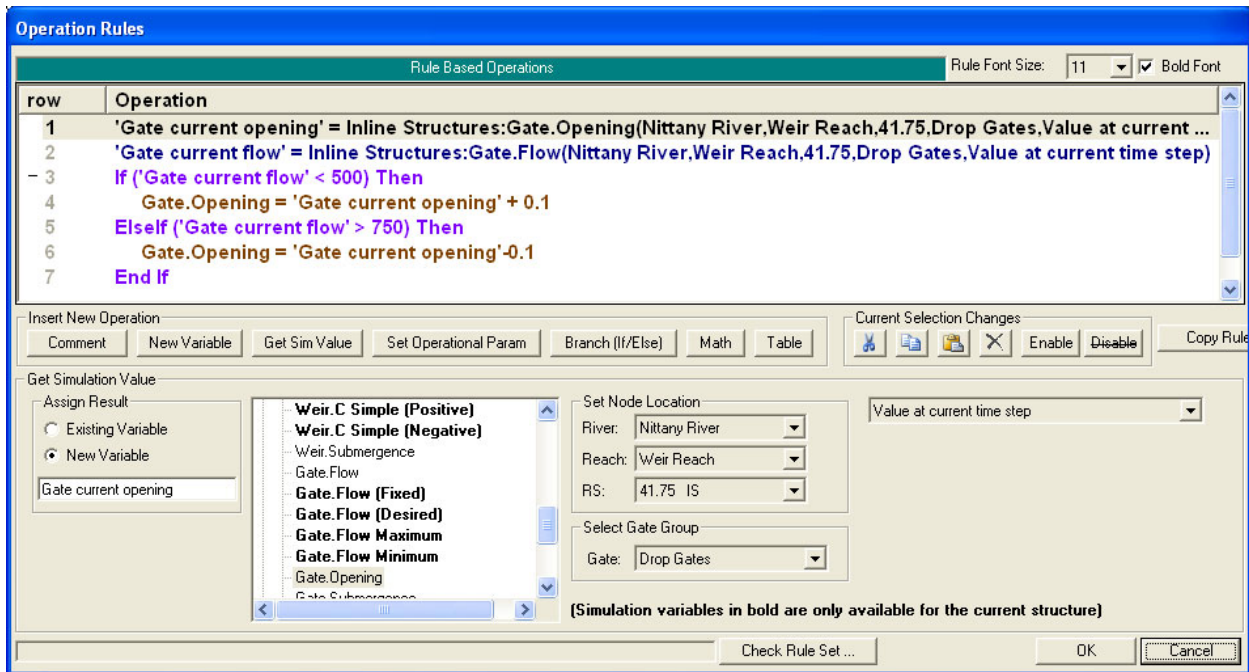 Operation Rules
Rule Based Operations
Rule Font Size: 11 Bold Font
row Operation
1 'Gate current opening' = Inline Structures:Gate.Opening(Nittany River,Weir Reach,41.75,Drop Gates,Value at current ...
2 'Gate current flow' = Inline Structures:Gate.Flow(Nittany River,Weir Reach,41.75,Drop Gates,Value at current time step)
3 If ('Gate current flow' < 500) Then
4 Gate.Opening = 'Gate current opening' + 0.1
5 ElseIf ('Gate current flow' > 750) Then
6 Gate.Opening = 'Gate current opening'-0.1
7 End If
Insert New Operation
Comment New Variable Get Sim Value Set Operational Param Branch (If/Else) Math Table
Current Selection Changes
Enable Disable
Copy Rule
Get Simulation Value
Assign Result
Existing Variable
New Variable
Gate current opening
Weir.C Simple (Positive)
Weir.C Simple (Negative)
Weir.Submergence
Gate.Flow
Gate.Flow (Fixed)
Gate.Flow (Desired)
Gate.Flow Maximum
Gate.Flow Minimum
Gate.Opening
Gate.Submergence
Set Node Location
River: Nittany River
Reach: Weir Reach
RS: 41.75 IS
Select Gate Group
Gate: Drop Gates
Value at current time step
(Simulation variables in bold are only available for the current structure)
Check Rule Set ...
OK
Cancel